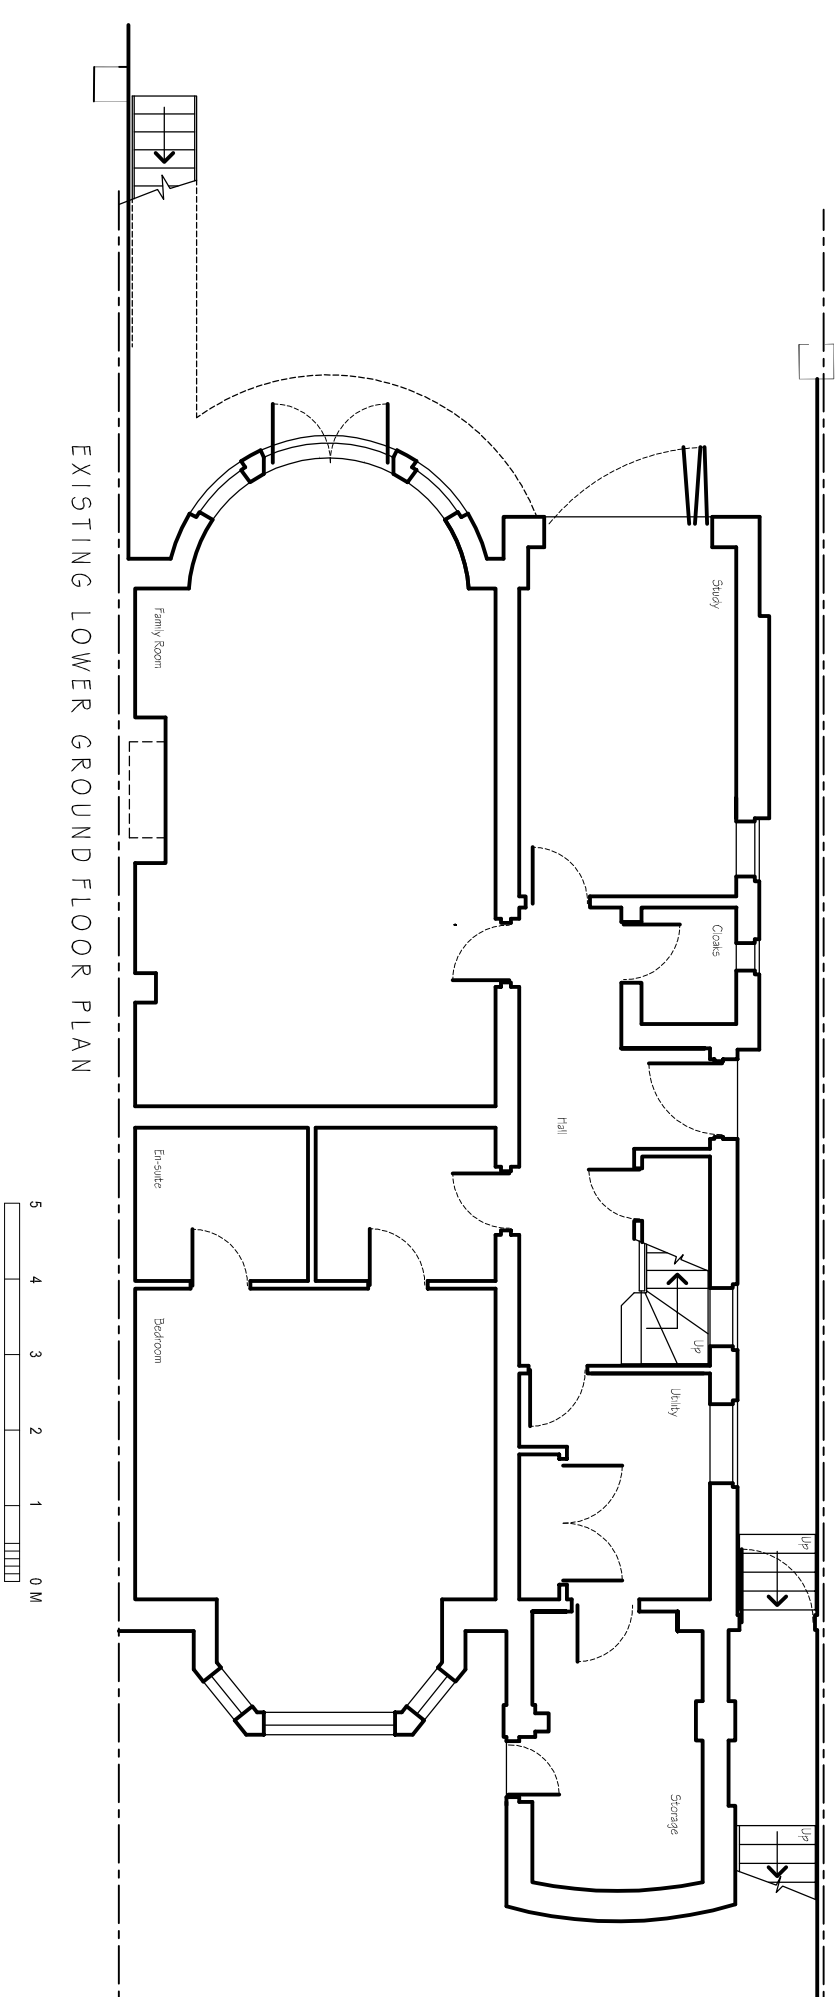 EXISTING LOWER GROUND FLOOR PLAN
Study
Family Room
Cloaks
Hall
En-suite
Bedroom
Up
Utility
Up
Storage
Up
5 4 3 2 1 0 M